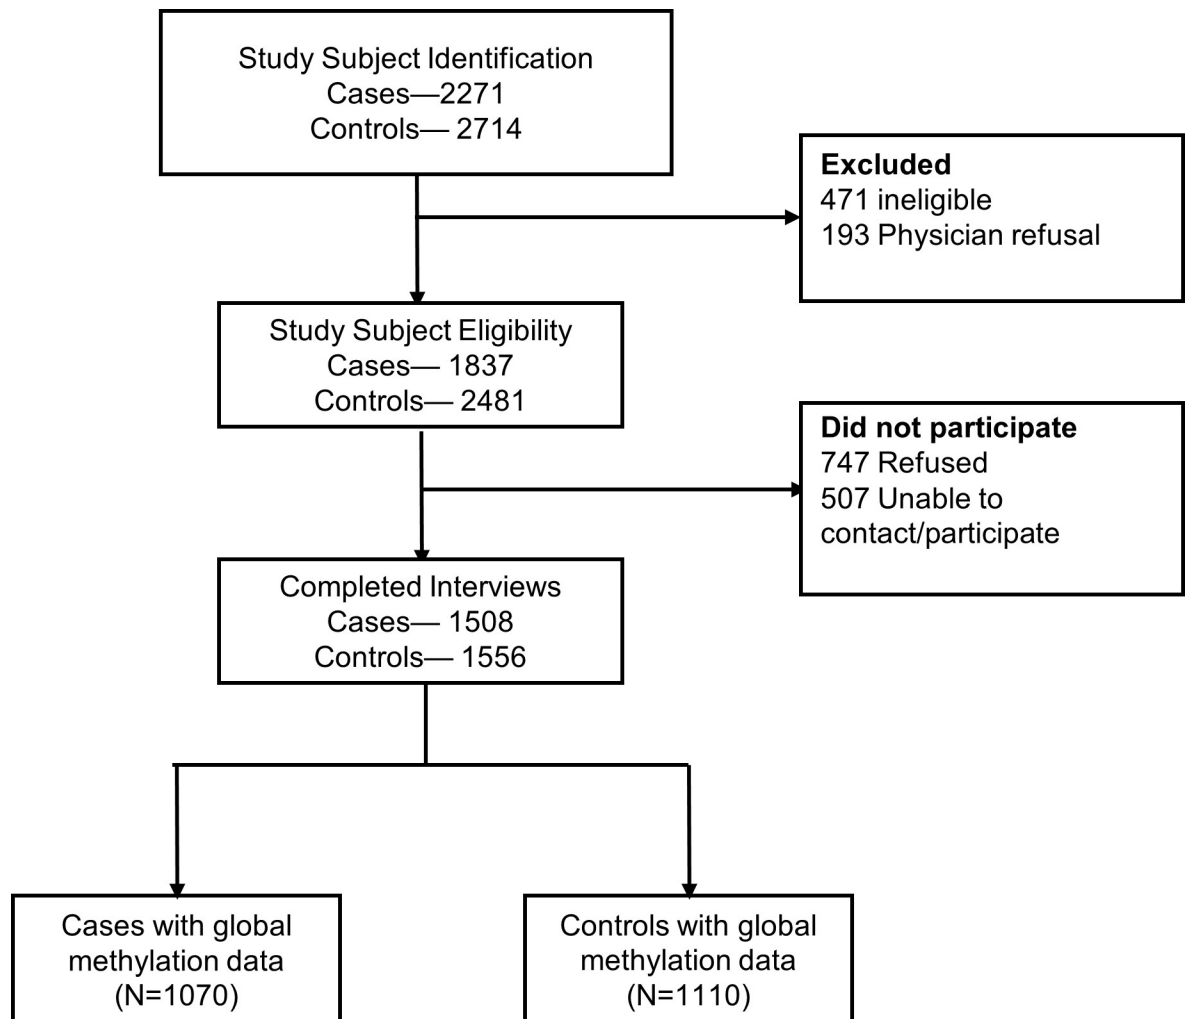 Study Subject Identification
Cases—2271
Controls— 2714
Excluded
471 ineligible
193 Physician refusal
Study Subject Eligibility
Cases— 1837
Controls— 2481
Did not participate
747 Refused
507 Unable to
contact/participate
Completed Interviews
Cases— 1508
Controls— 1556
Cases with global
methylation data
(N=1070)
Controls with global
methylation data
(N=1110)